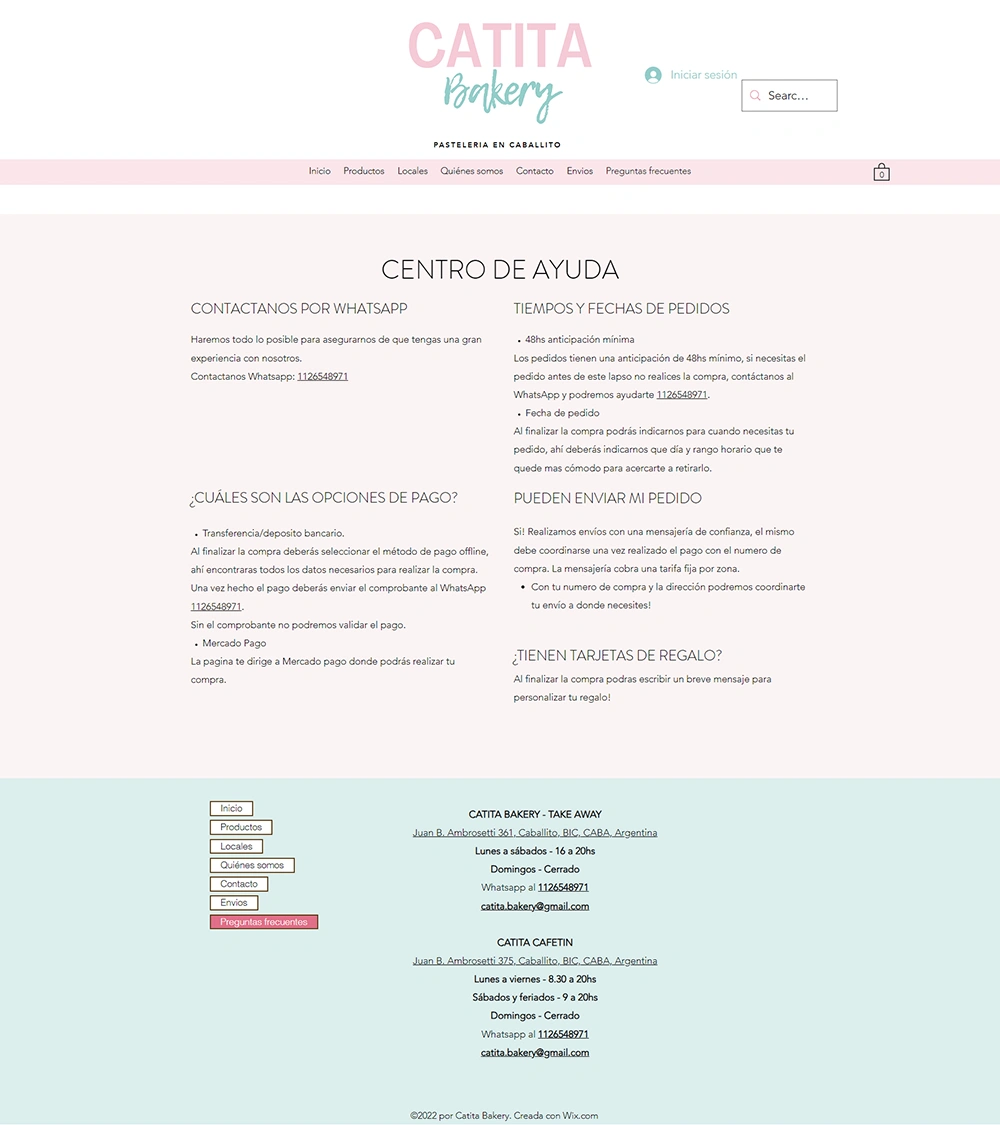 CATITA
Bakery
Iniciar sesión
Searc...
PASTELERIA EN CABALLITO
Inicio Productos Locales Quiénes somos Contacto Envios Preguntas frecuentes
0
CENTRO DE AYUDA
CONTACTANOS POR WHATSAPP
Haremos todo lo posible para asegurarnos de que tengas una gran
experiencia con nosotros.
Contactanos Whatsapp: 1126548971
TIEMPOS Y FECHAS DE PEDIDOS
• 48hs anticipación mínima
Los pedidos tienen una anticipación de 48hs mínimo, si necesitas el
pedido antes de este lapso no realices la compra, contáctanos al
WhatsApp y podremos ayudarte 1126548971.
• Fecha de pedido
Al finalizar la compra podrás indicarnos para cuando necesitas tu
pedido, ahí deberás indicarnos que día y rango horario que te
quede mas cómodo para acercarte a retirarlo.
¿CUÁLES SON LAS OPCIONES DE PAGO?
• Transferencia/deposito bancario.
Al finalizar la compra deberás seleccionar el método de pago offline,
ahí encontraras todos los datos necesarios para realizar la compra.
Una vez hecho el pago deberás enviar el comprobante al WhatsApp
1126548971.
Sin el comprobante no podremos validar el pago.
• Mercado Pago
La pagina te dirige a Mercado pago donde podrás realizar tu
compra.
PUEDEN ENVIAR MI PEDIDO
Si! Realizamos envíos con una mensajería de confianza, el mismo
debe coordinarse una vez realizado el pago con el numero de
compra. La mensajería cobra una tarifa fija por zona.
• Con tu numero de compra y la dirección podremos coordinarte
tu envío a donde necesites!
¿TIENEN TARJETAS DE REGALO?
Al finalizar la compra podras escribir un breve mensaje para
personalizar tu regalo!
Inicio
Productos
Locales
Quiénes somos
Contacto
Envios
Preguntas frecuentes
CATITA BAKERY - TAKE AWAY
Juan B. Ambrosetti 361, Caballito, BIC, CABA, Argentina
Lunes a sábados - 16 a 20hs
Domingos - Cerrado
Whatsapp al 1126548971
catita.bakery@gmail.com
CATITA CAFETIN
Juan B. Ambrosetti 375, Caballito, BIC, CABA, Argentina
Lunes a viernes - 8.30 a 20hs
Sábados y feriados - 9 a 20hs
Domingos - Cerrado
Whatsapp al 1126548971
catita.bakery@gmail.com
©2022 por Catita Bakery. Creada con Wix.com